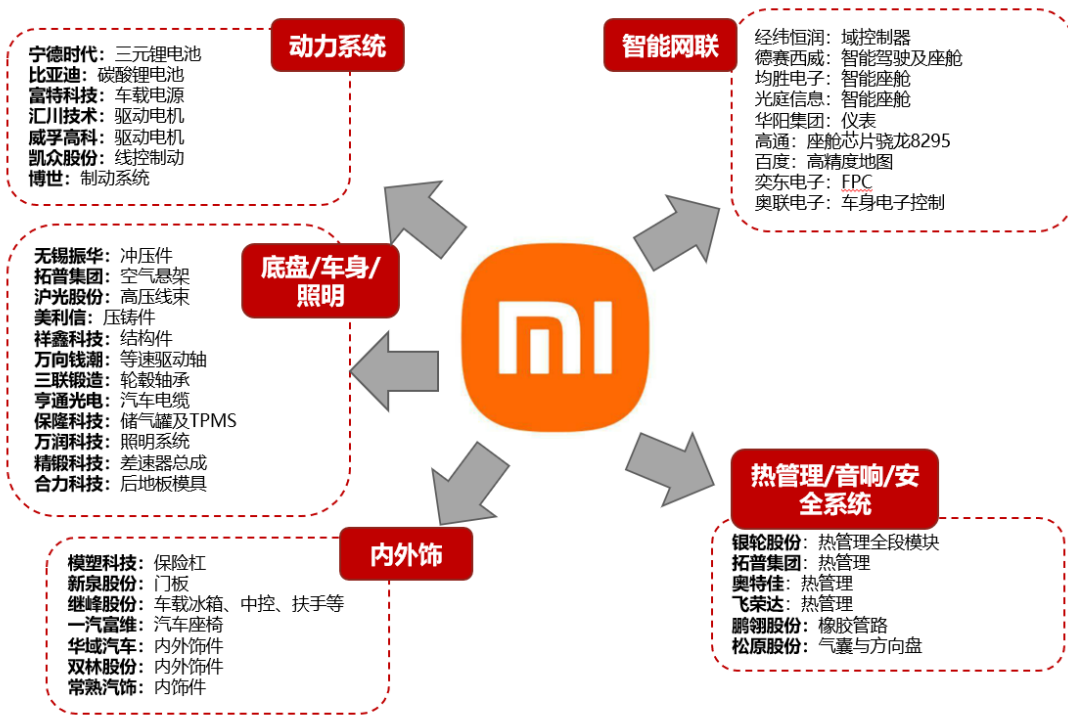 动力系统
宁德时代：三元锂电池
比亚迪：碳酸锂电池
富特科技：车载电源
汇川技术：驱动电机
威孚高科：驱动电机
凯众股份：线控制动
博世：制动系统
智能网联
经纬恒润：域控制器
德赛西威：智能驾驶及座舱
均胜电子：智能座舱
光庭信息：智能座舱
华阳集团：仪表
高通：座舱芯片骁龙8295
百度：高精度地图
奕东电子：FPC
奥联电子：车身电子控制
底盘/车身/
照明
无锡振华：冲压件
拓普集团：空气悬架
沪光股份：高压线束
美利信：压铸件
祥鑫科技：结构件
万向钱潮：等速驱动轴
三联锻造：轮毂轴承
亨通光电：汽车电缆
保隆科技：储气罐及TPMS
万润科技：照明系统
精锻科技：差速器总成
合力科技：后地板模具
mi
热管理/音响/安
全系统
银轮股份：热管理全段模块
拓普集团：热管理
奥特佳：热管理
飞荣达：热管理
鹏翎股份：橡胶管路
松原股份：气囊与方向盘
内外饰
模塑科技：保险杠
新泉股份：门板
继峰股份：车载冰箱、中控、扶手等
一汽富维：汽车座椅
华域汽车：内外饰件
双林股份：内外饰件
常熟汽饰：内饰件